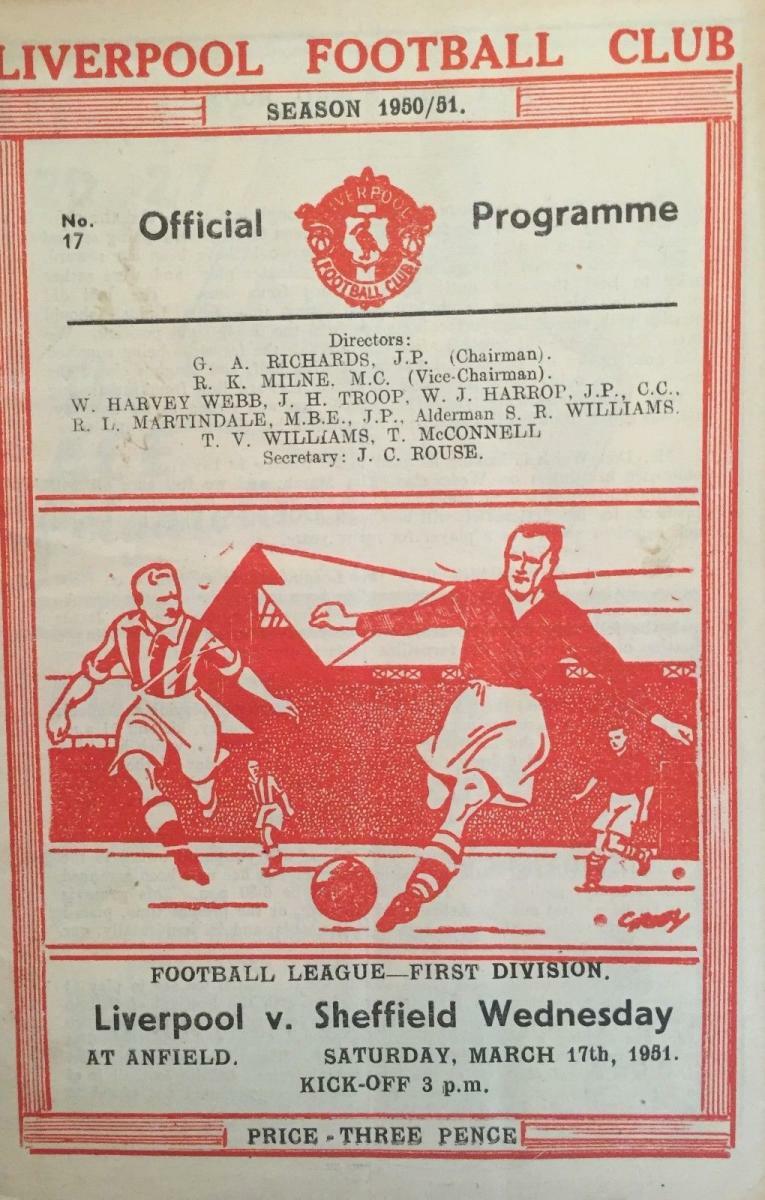 LIVERPOOL FOOTBALL CLUB
SEASON 1950/51.
No. 17
Official Programme
LIVERPOOL
FOOTBALL CLUB
Directors:
G. A. RICHARDS, J.P. (Chairman).
R. K. MILNE, M.C. (Vice-Chairman).
W. HARVEY WEBB, J. H. TROOP, W. J. HARROP, J.P., C.C.,
R. L. MARTINDALE, M.B.E., J.P., Alderman S. R. WILLIAMS.
T. V. WILLIAMS, T. McCONNELL
Secretary: J. C. ROUSE.
FOOTBALL LEAGUE—FIRST DIVISION.
Liverpool v. Sheffield Wednesday
AT ANFIELD. SATURDAY, MARCH 17th, 1951.
KICK-OFF 3 p.m.
PRICE - THREE PENCE